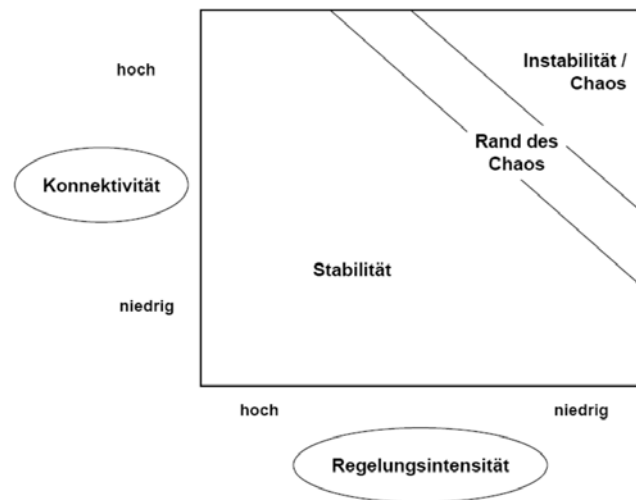 hoch
Instabilität /
Chaos
Rand des
Chaos
Konnektivität
Stabilität
niedrig
hoch
niedrig
Regelungsintensität